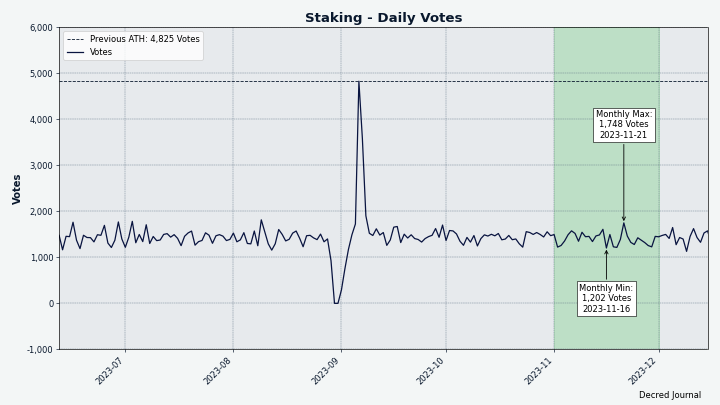 Staking - Daily Votes
Previous ATH: 4,825 Votes
Votes
6,000
5,000
4,000
3,000
2,000
1,000
0
-1,000
Votes
Monthly Max:
1,748 Votes
2023-11-21
Monthly Min:
1,202 Votes
2023-11-16
2023-07
2023-08
2023-09
2023-10
2023-11
2023-12
Decred Journal